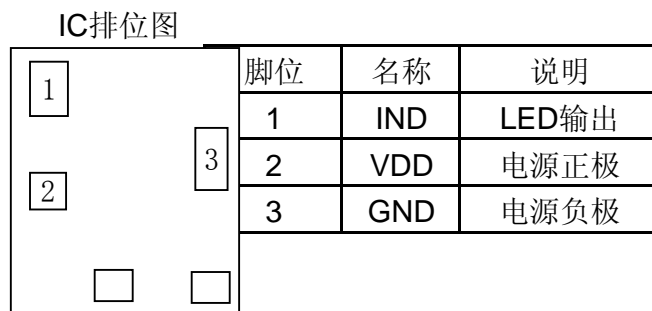 IC排位图
1
2
3
脚位 名称 说明
1 IND LED输出
2 VDD 电源正极
3 GND 电源负极